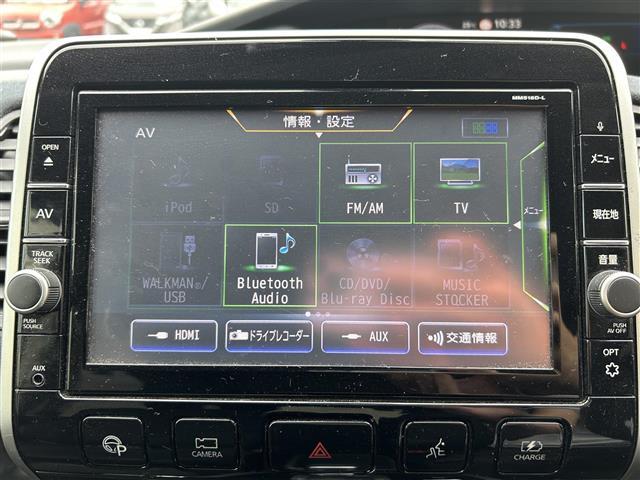 10:33
MM518D-L
情報・設定
AV
OPEN
メニュー
iPod
SD
FM/AM
TV
AV
現在地
メニュー
TRACK
SEEK
音量
WALKMAN®/
USB
Bluetooth
Audio
CD/DVD/
Blu-ray Disc
MUSIC
STOCKER
PUSH
SOURCE
PUSH
AV OFF
HDMI
ドライブレコーダー
AUX
交通情報
AUX
OPT
P
CAMERA
CHARGE